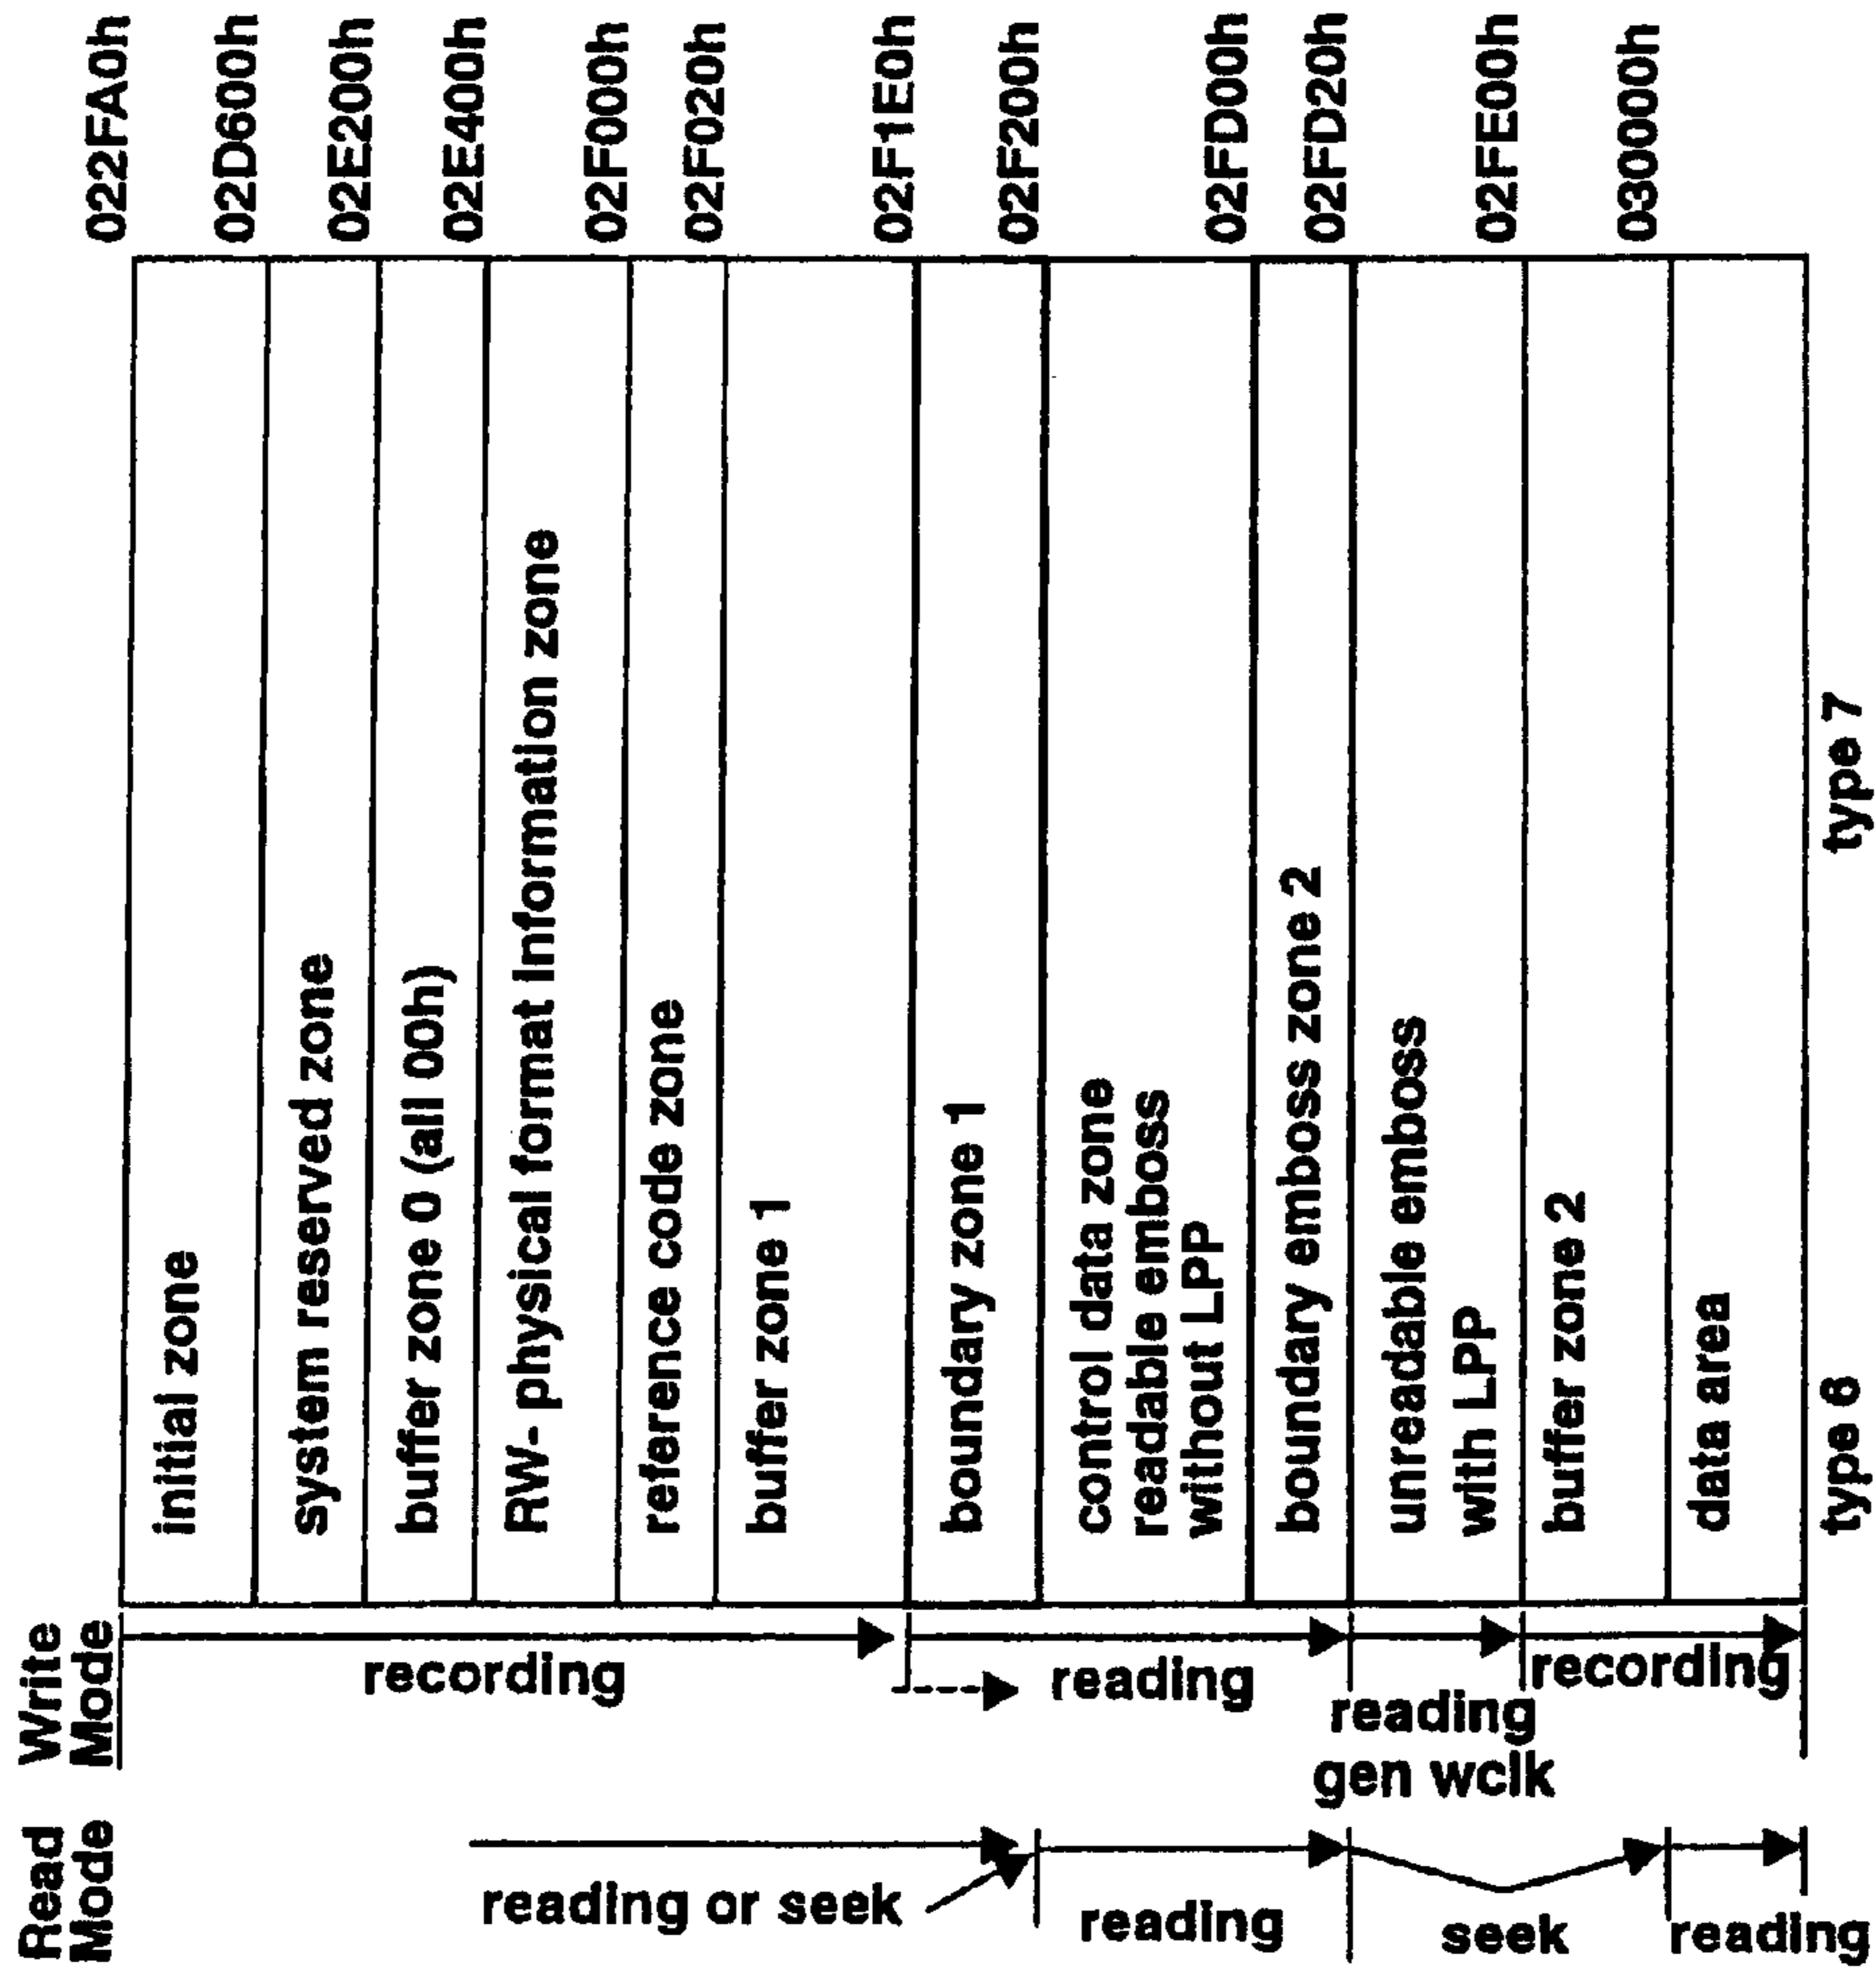 022FA0h
02D600h
02E200h
02E400h
02F000h
02F020h
02F1E0h
02F200h
02FD00h
02FD20h
02FE00h
030000h
initial zone
system reserved zone
buffer zone 0 (all 00h)
RW- physical format information zone
reference code zone
buffer zone 1
boundary zone 1
control data zone
readable emboss
without LPP
boundary emboss zone 2
unreadable emboss
with LPP
buffer zone 2
data area
type 6
type 7
Write
Mode
recording
reading
reading
gen wclk
recording
Read
Mode
reading or seek
reading
seek
reading